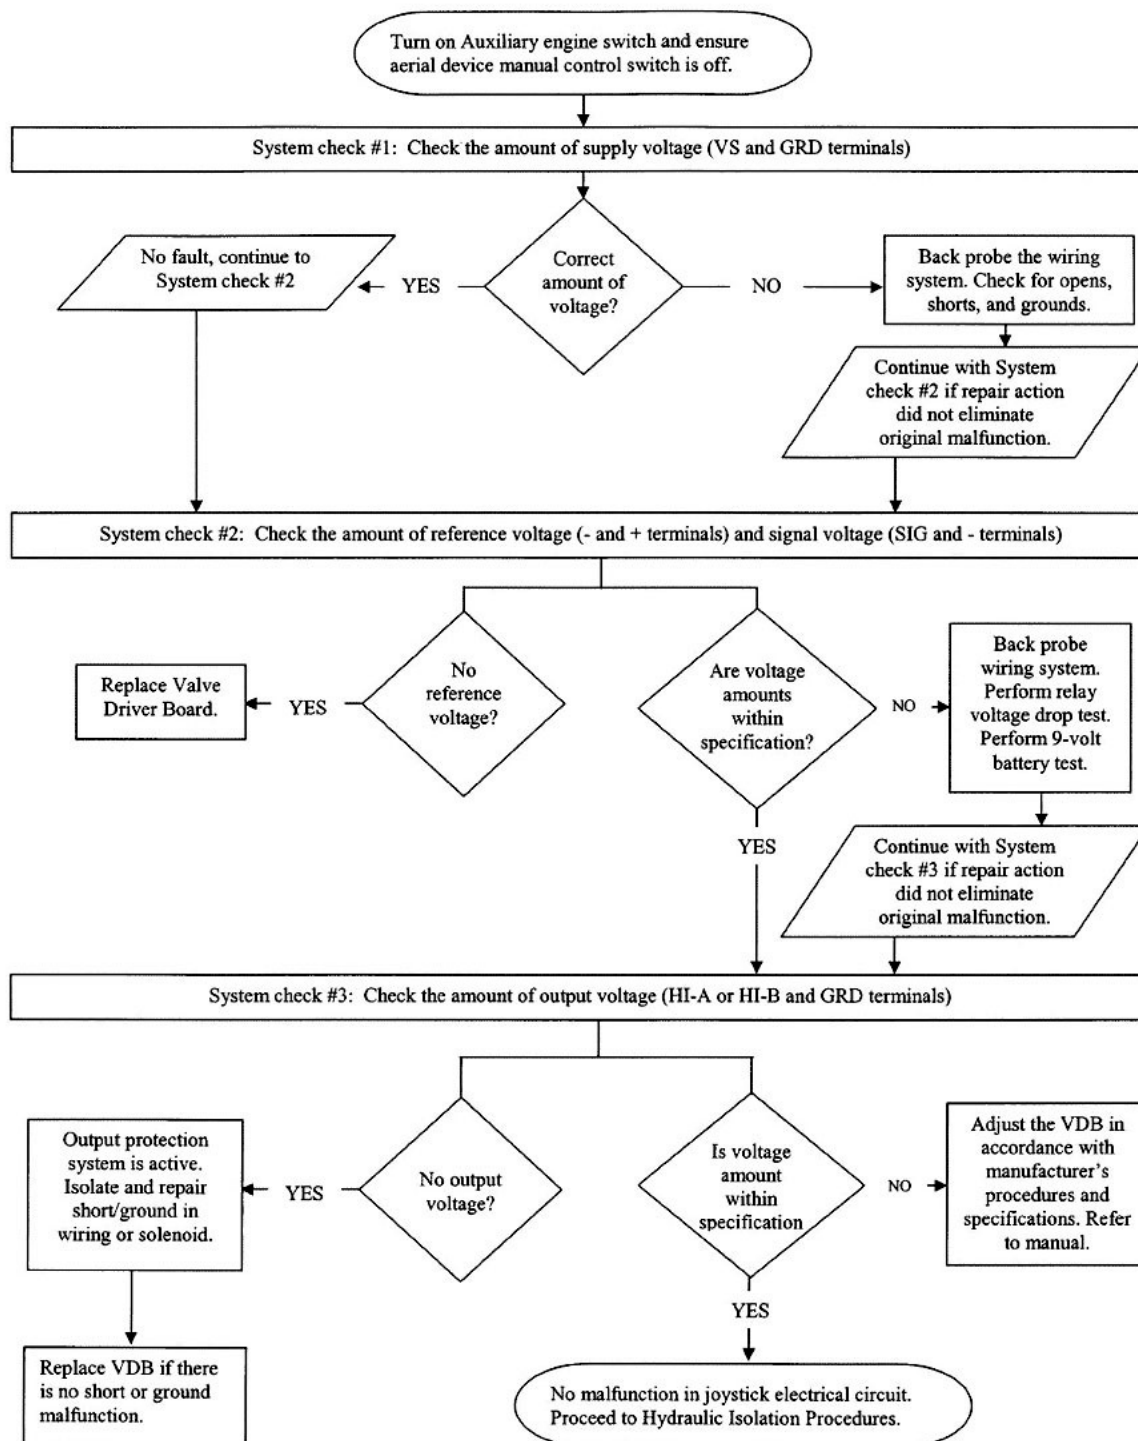 Turn on Auxiliary engine switch and ensure
aerial device manual control switch is off.
System check #1: Check the amount of supply voltage (VS and GRD terminals)
No fault, continue to
System check #2
YES
Correct
amount of
voltage?
NO
Back probe the wiring
system. Check for opens,
shorts, and grounds.
Continue with System
check #2 if repair action
did not eliminate
original malfunction.
System check #2: Check the amount of reference voltage (- and + terminals) and signal voltage (SIG and - terminals)
Replace Valve
Driver Board.
YES
No
reference
voltage?
Are voltage
amounts
within
specification?
NO
Back probe
wiring system.
Perform relay
voltage drop test.
Perform 9-volt
battery test.
YES
Continue with System
check #3 if repair action
did not eliminate
original malfunction.
System check #3: Check the amount of output voltage (HI-A or HI-B and GRD terminals)
Output protection
system is active.
Isolate and repair
short/ground in
wiring or solenoid.
YES
No output
voltage?
Is voltage
amount
within
specification
NO
Adjust the VDB in
accordance with
manufacturer's
procedures and
specifications. Refer
to manual.
YES
Replace VDB if there
is no short or ground
malfunction.
No malfunction in joystick electrical circuit.
Proceed to Hydraulic Isolation Procedures.